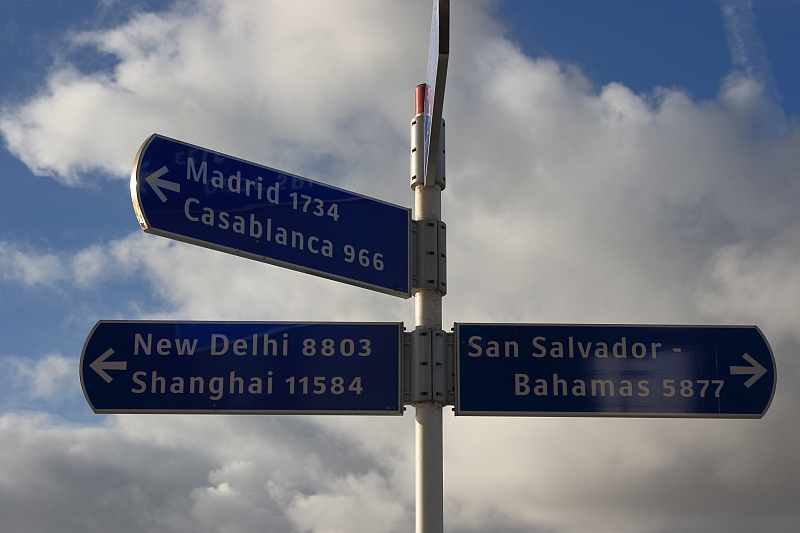 Madrid 1734
Casablanca 966
New Delhi 8803
Shanghai 11584
San Salvador -
Bahamas 5877